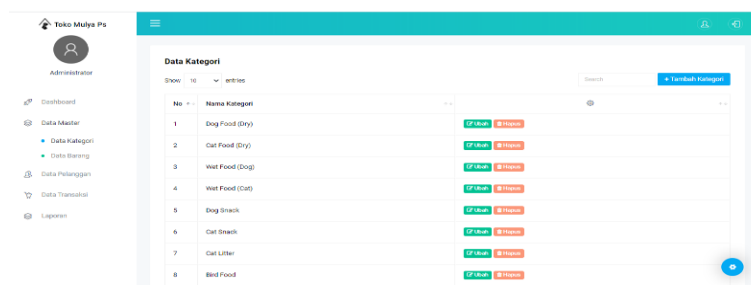 Toko Mulya Ps
Administrator
Dashboard
Data Master
Data Kategori
Data Barang
Data Pelanggan
Data Transaksi
Laporan
Data Kategori
Show 10 entries
Search
+ Tambah Kategori
No Nama Kategori
1 Dog Food (Dry) Ubah Hapus
2 Cat Food (Dry) Ubah Hapus
3 Wet Food (Dog) Ubah Hapus
4 Wet Food (Cat) Ubah Hapus
5 Dog Snack Ubah Hapus
6 Cat Snack Ubah Hapus
7 Cat Litter Ubah Hapus
8 Bird Food Ubah Hapus